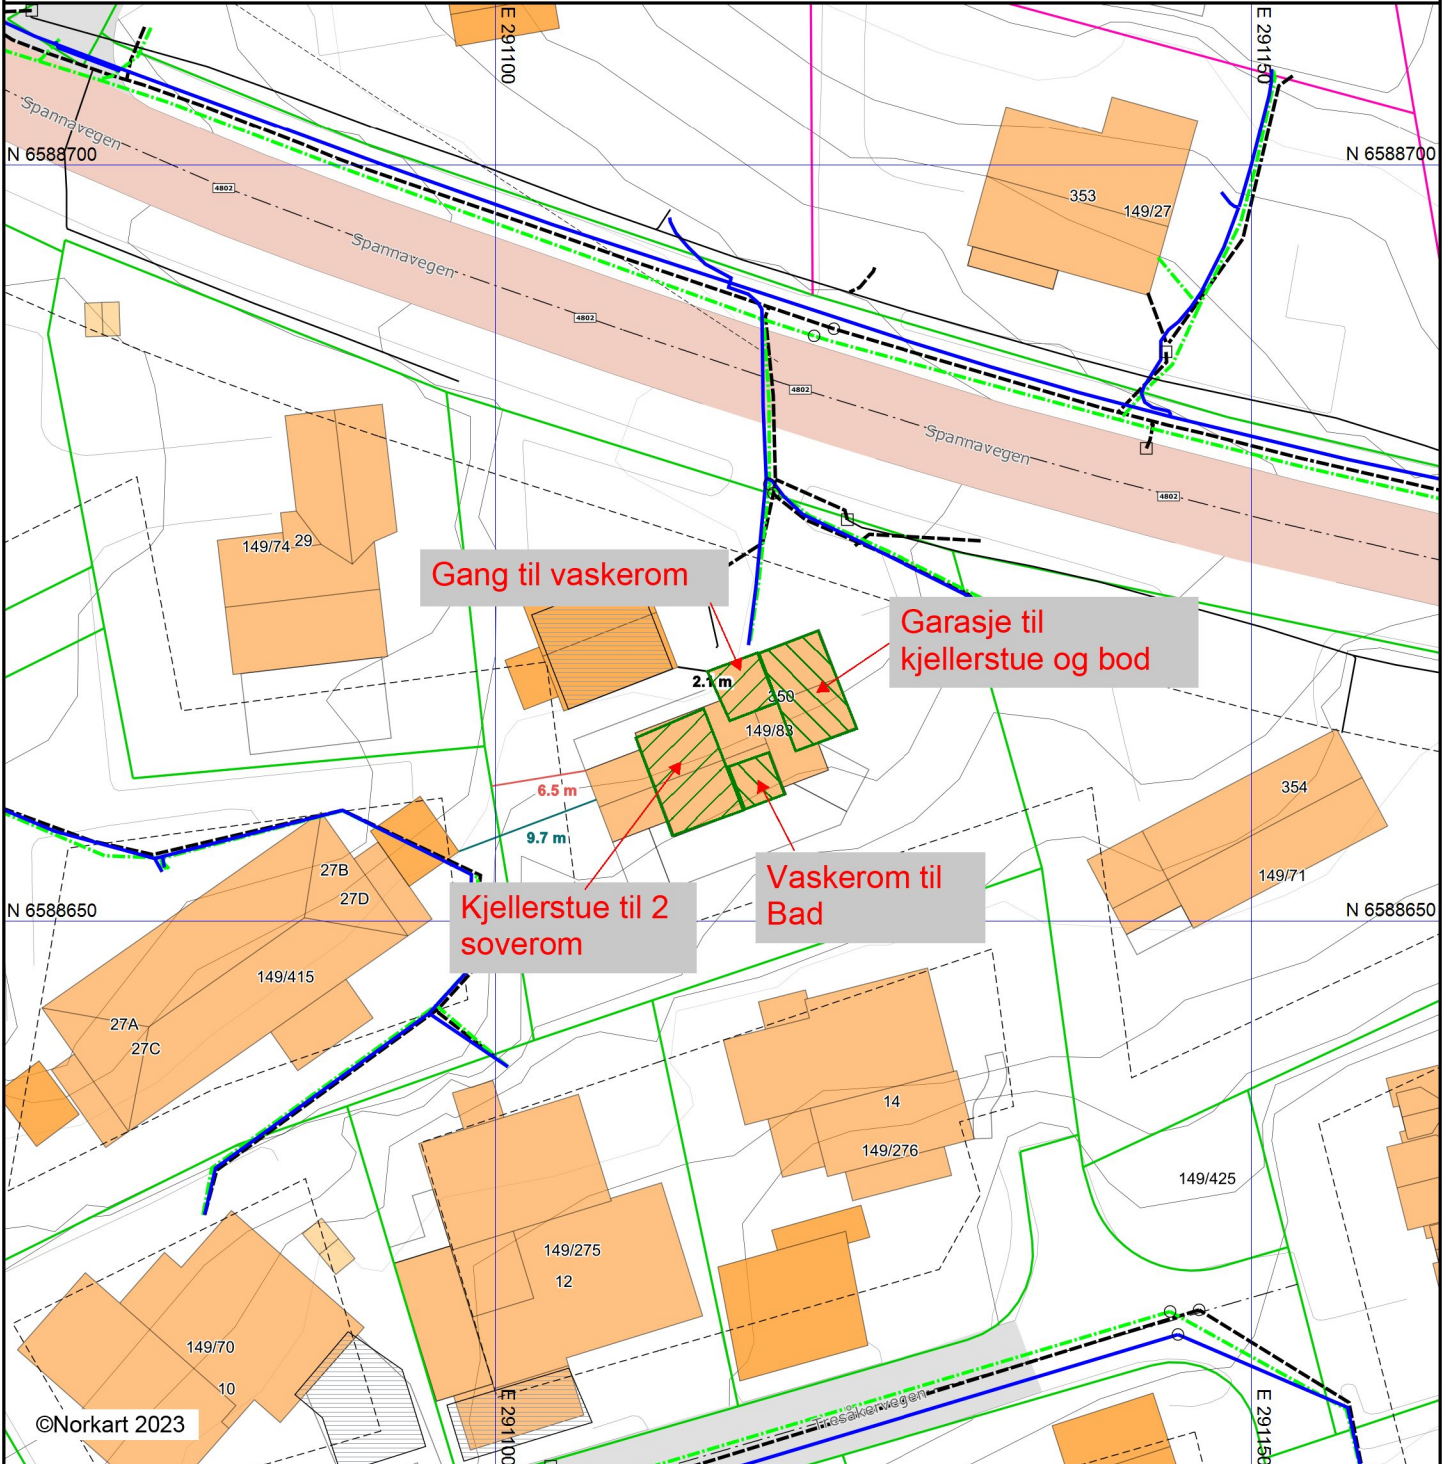 E 291100
E 291150
Spannavegen
N 6588700
N 6588700
4802
353
149/27
Spannavegen
4802
4802
Spannavegen
4802
149/74 29
Gang til vaskerom
Garasje til
kjellerstue og bod
2.1 m
350
149/83
6.5 m
9.7 m
354
149/71
27B
27D
Vaskerom til
Bad
Kjellerstue til 2
soverom
N 6588650
N 6588650
149/415
27A
27C
14
149/276
149/425
149/275
12
149/70
10
Tresåkervegen
©Norkart 2023
E 291100
E 291150